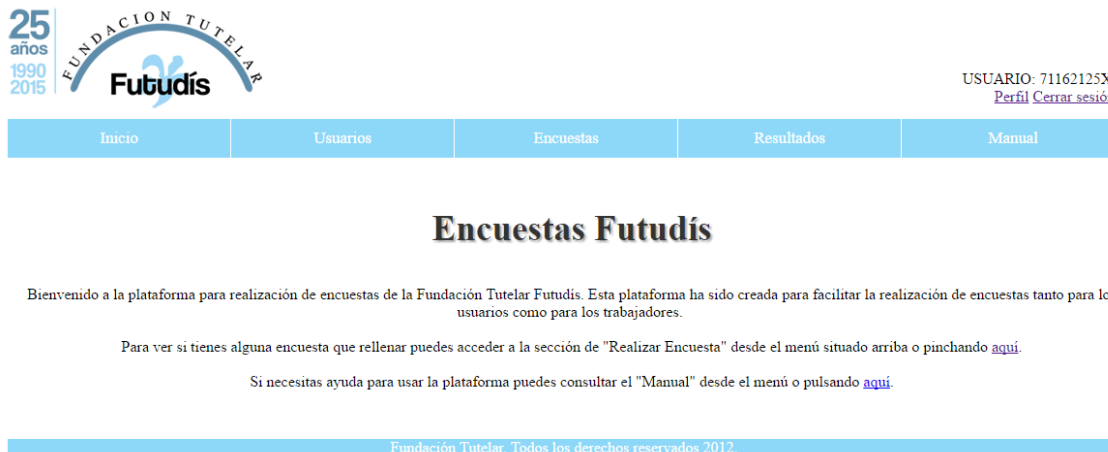 25
años
1990
2015
FUNDACION TUTELAR
Futudís
USUARIO: 71162125X
Perfil Cerrar sesión
Inicio Usuarios Encuestas Resultados Manual
Encuestas Futudís
Bienvenido a la plataforma para realización de encuestas de la Fundación Tutelar Futudís. Esta plataforma ha sido creada para facilitar la realización de encuestas tanto para lo
usuarios como para los trabajadores.
Para ver si tienes alguna encuesta que rellenar puedes acceder a la sección de "Realizar Encuesta" desde el menú situado arriba o pinchando aquí.
Si necesitas ayuda para usar la plataforma puedes consultar el "Manual" desde el menú o pulsando aquí.
Fundación Tutelar. Todos los derechos reservados 2012.